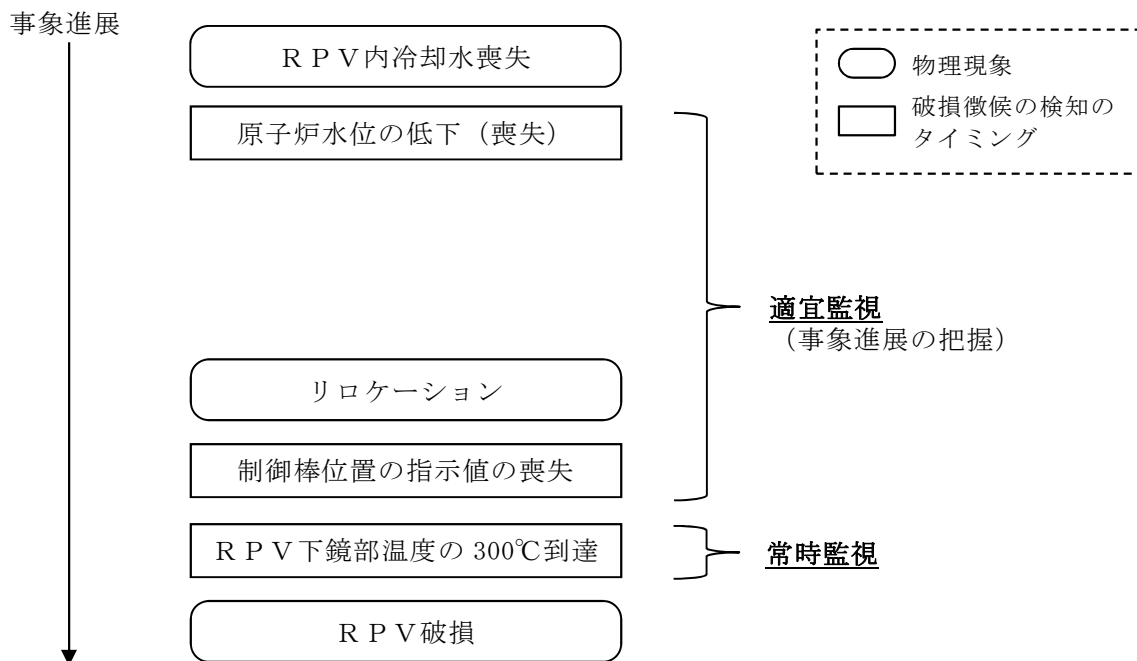 事象進展
ＲＰＶ内冷却水喪失
原子炉水位の低下（喪失）
リロケーション
制御棒位置の指示値の喪失
ＲＰＶ下鏡部温度の 300℃到達
ＲＰＶ破損
適宜監視
（事象進展の把握）
常時監視
物理現象
破損徴候の検知の
タイミング